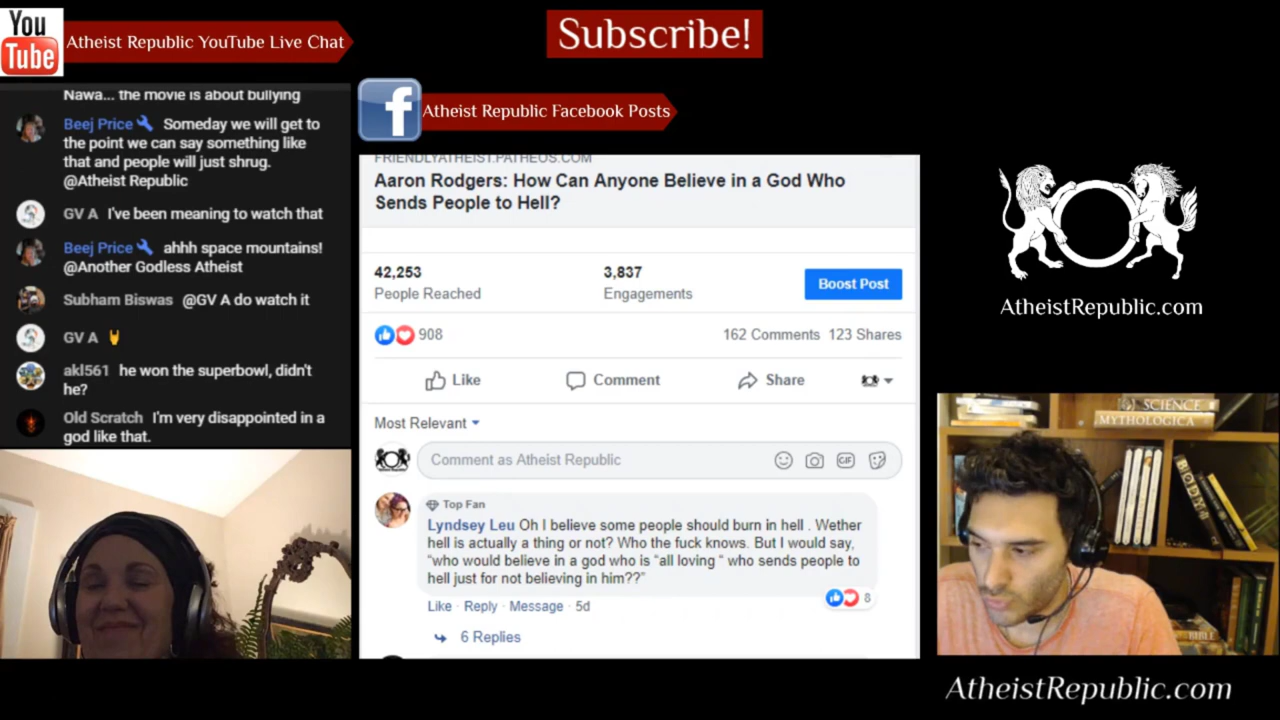 You
Tube
Atheist Republic YouTube Live Chat
Subscribe!
Nawa... the movie is about bullying
Beej Price Someday we will get to
the point we can say something like
that and people will just shrug.
@Atheist Republic
GV A I've been meaning to watch that
Beej Price ahhh space mountains!
@Another Godless Atheist
Subham Biswas @GV A do watch it
GV A 🤘
akl561 he won the superbowl, didn't
he?
Old Scratch I'm very disappointed in a
god like that.
f
Atheist Republic Facebook Posts
FRIENDLYATHEIST.PATHEOS.COM
Aaron Rodgers: How Can Anyone Believe in a God Who
Sends People to Hell?
42,253 3,837
People Reached Engagements
Boost Post
908 162 Comments 123 Shares
Like Comment Share
Most Relevant
Comment as Atheist Republic
GIF
Top Fan
Lyndsey Leu Oh I believe some people should burn in hell . Wether
hell is actually a thing or not? Who the fuck knows. But I would say,
"who would believe in a god who is "all loving " who sends people to
hell just for not believing in him??"
8
Like · Reply · Message · 5d
6 Replies
AtheistRepublic.com
SCIENCE
MYTHOLOGICA
BODY
BIBLE
AtheistRepublic.com